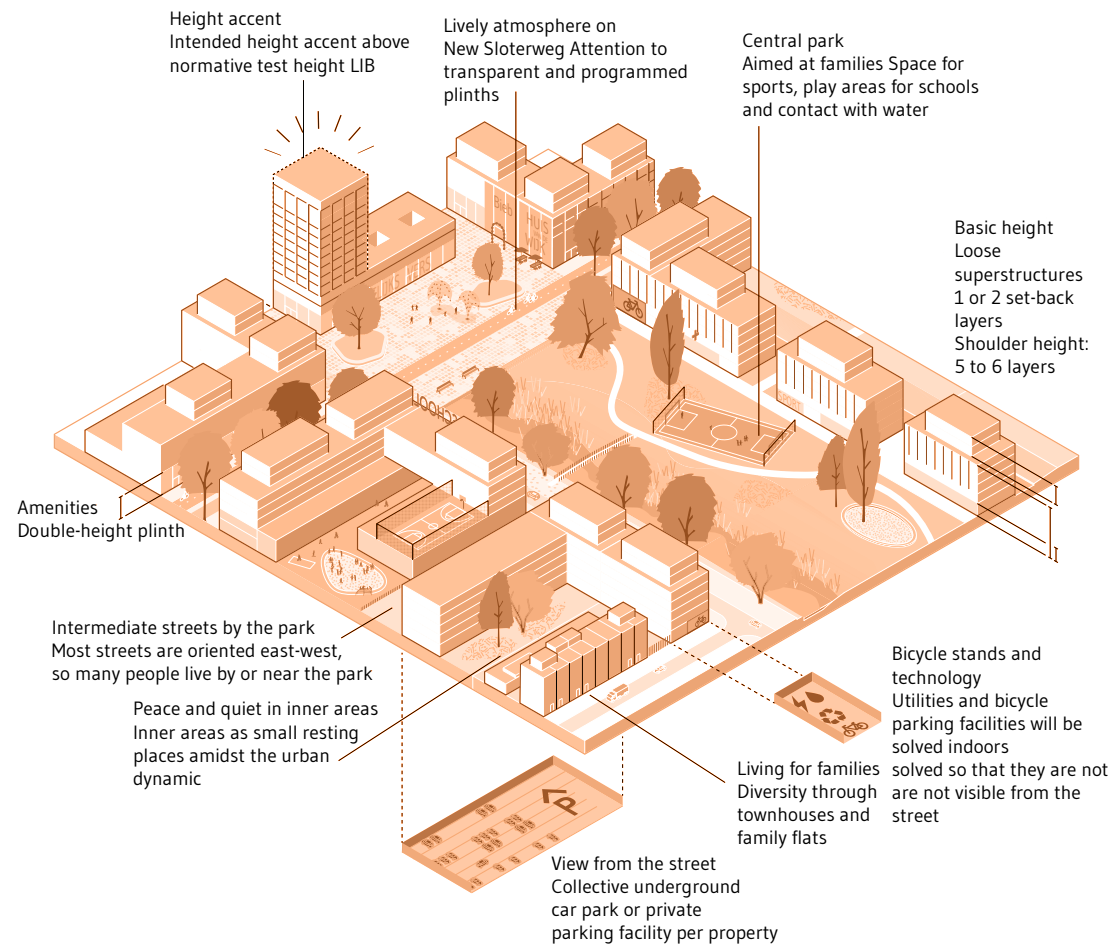 Height accent
Intended height accent above
normative test height LIB
Lively atmosphere on
New Sloterweg Attention to
transparent and programmed
plinths
Central park
Aimed at families Space for
sports, play areas for schools
and contact with water
Basic height
Loose
superstructures
1 or 2 set-back
layers
Shoulder height:
5 to 6 layers
Bieb
HUIS
SPORT
SCHOOL
Amenities
Double-height plinth
Intermediate streets by the park
Most streets are oriented east-west,
so many people live by or near the park
Peace and quiet in inner areas
Inner areas as small resting
places amidst the urban
dynamic
Bicycle stands and
technology
Utilities and bicycle
parking facilities will be
solved indoors
solved so that they are not
are not visible from the
street
Living for families
Diversity through
townhouses and
family flats
P
View from the street
Collective underground
car park or private
parking facility per property